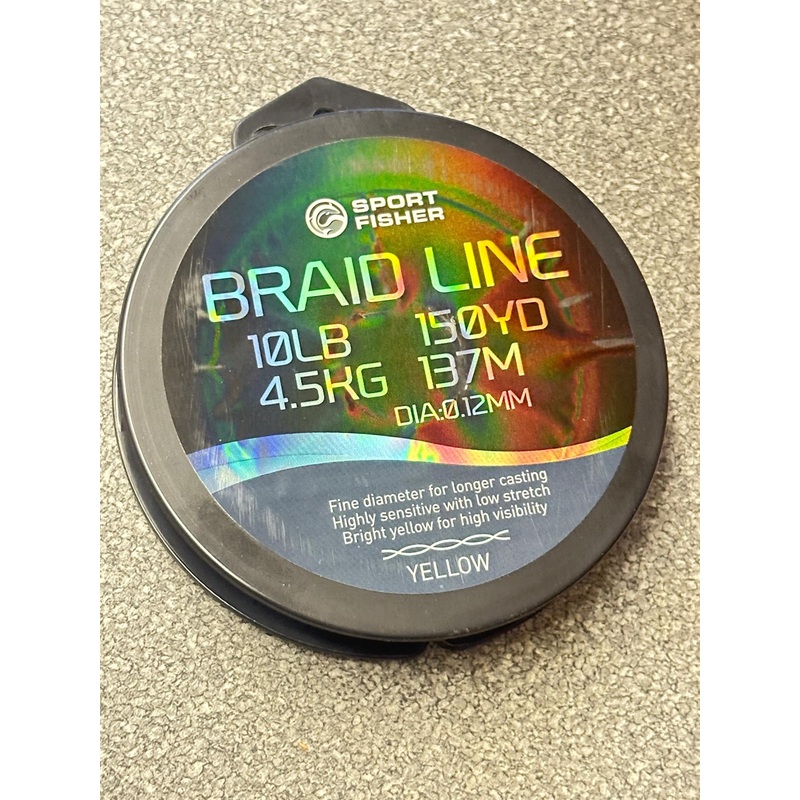 SPORT
FISHER
BRAID LINE
10LB 150YD
4.5KG 137M
DIA:0.12MM
Fine diameter for longer casting
Highly sensitive with low stretch
Bright yellow for high visibility
YELLOW